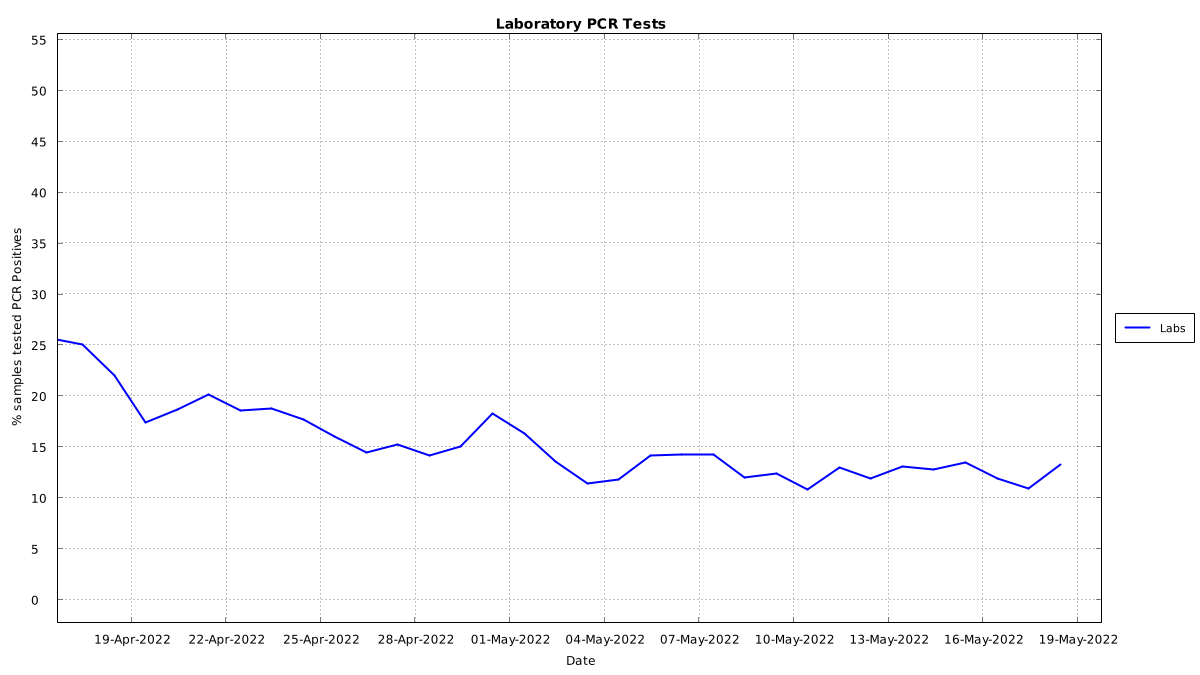 Laboratory PCR Tests
55
50
45
40
35
30
25
20
15
10
5
0
% samples tested PCR Positives
Labs
19-Apr-2022 22-Apr-2022 25-Apr-2022 28-Apr-2022 01-May-2022 04-May-2022 07-May-2022 10-May-2022 13-May-2022 16-May-2022 19-May-2022
Date